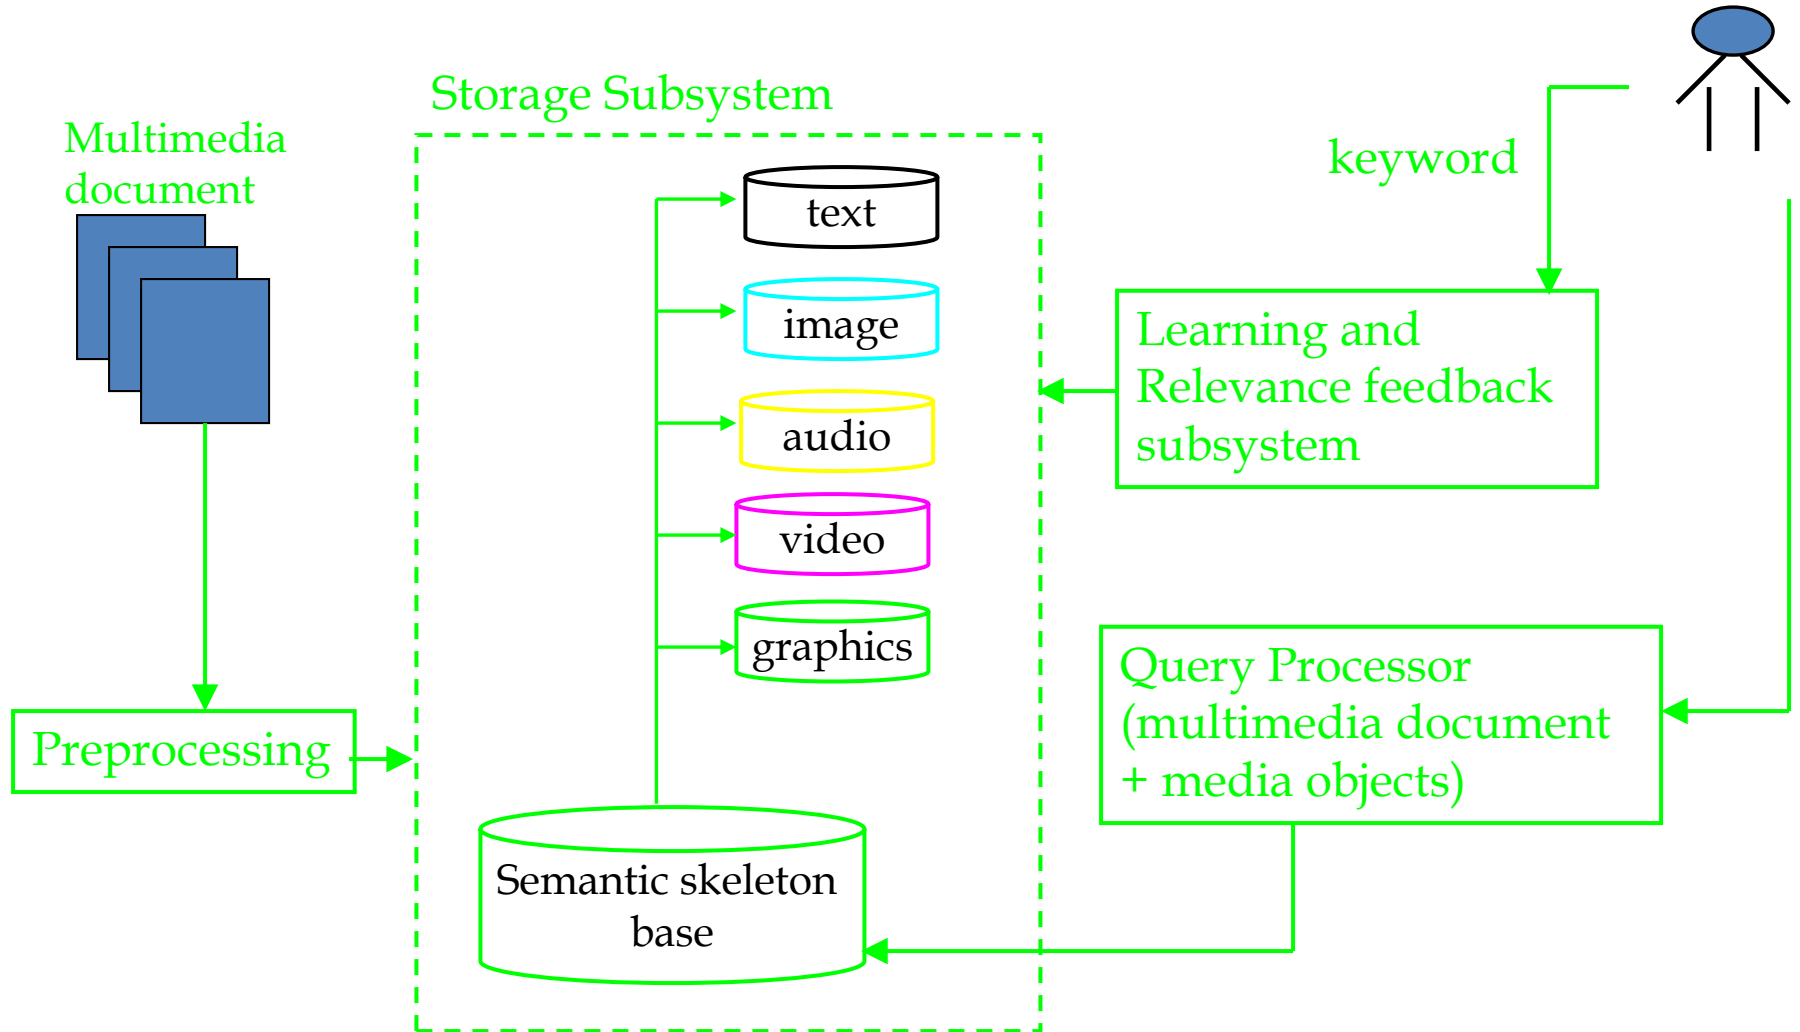 Storage Subsystem
Multimedia
document
keyword
text
image
audio
video
graphics
Learning and
Relevance feedback
subsystem
Query Processor
(multimedia document
+ media objects)
Preprocessing
Semantic skeleton
base